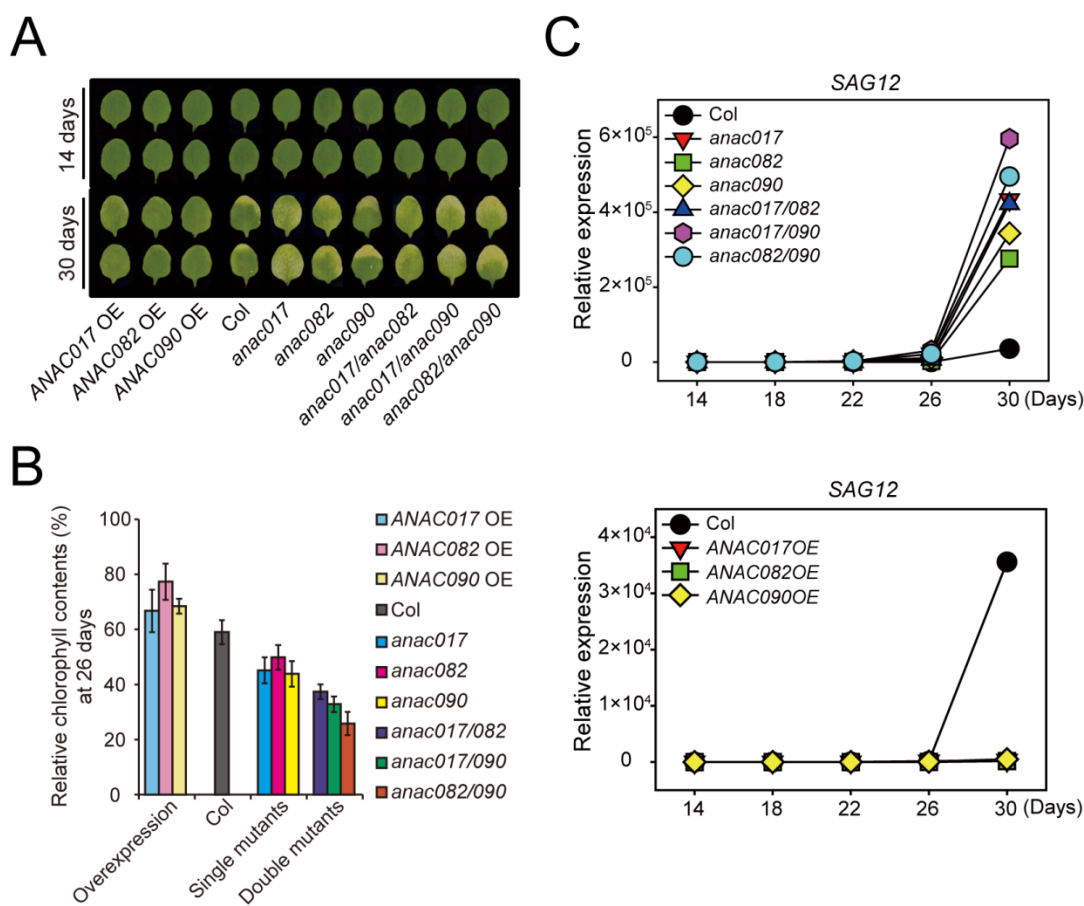 A
14 days
30 days
ANAC017 OE
ANAC082 OE
ANAC090 OE
Col
anac017
anac082
anac090
anac017/anac082
anac017/anac090
anac082/anac090
B
Relative chlorophyll contents (%)
at 26 days
100
80
60
40
20
0
Overexpression
Col
Single mutants
Double mutants
ANAC017 OE
ANAC082 OE
ANAC090 OE
Col
anac017
anac082
anac090
anac017/082
anac017/090
anac082/090
C
SAG12
Relative expression
6×10⁵
4×10⁵
2×10⁵
0
Col
anac017
anac082
anac090
anac017/082
anac017/090
anac082/090
14 18 22 26 30 (Days)
SAG12
Relative expression
4×10⁴
3×10⁴
2×10⁴
1×10⁴
0
Col
ANAC017OE
ANAC082OE
ANAC090OE
14 18 22 26 30 (Days)